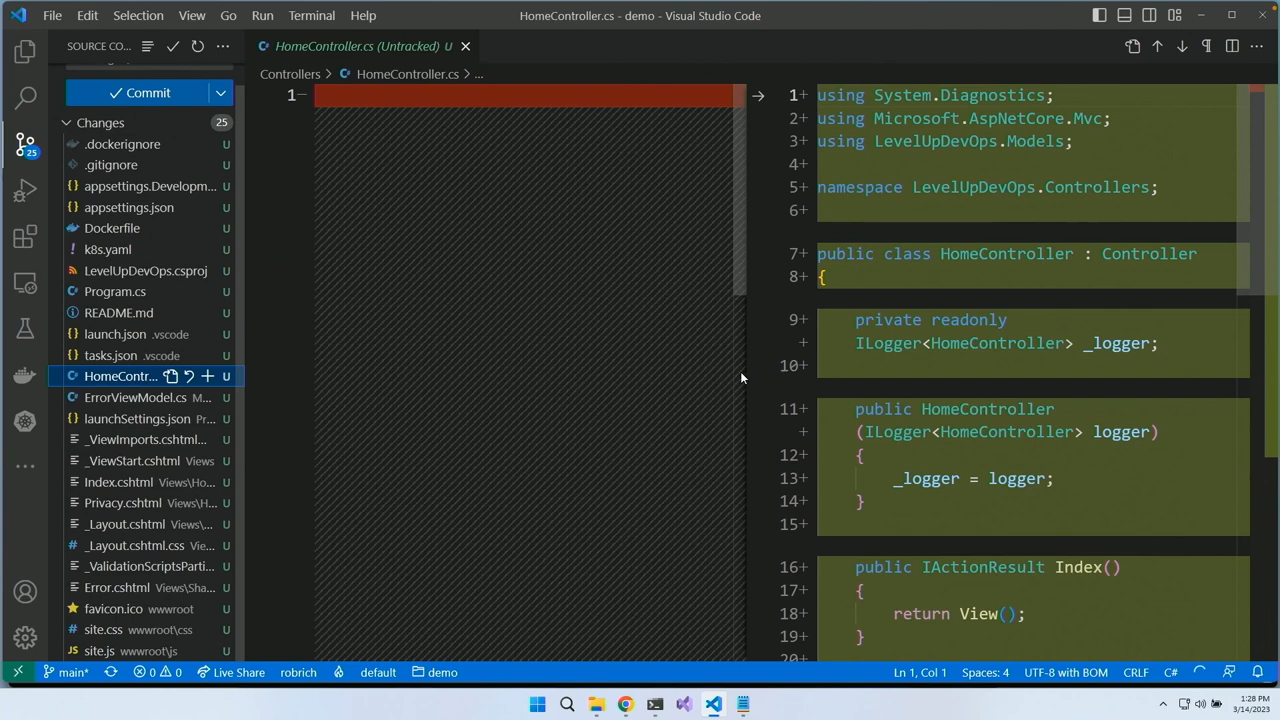 File Edit Selection View Go Run Terminal Help
HomeController.cs - demo - Visual Studio Code
SOURCE CO...
HomeController.cs (Untracked) U
Controllers > HomeController.cs > ...
Commit
Changes 25
.dockerignore U
.gitignore U
appsettings.Developm... U
appsettings.json U
Dockerfile U
k8s.yaml U
LevelUpDevOps.csproj U
Program.cs U
README.md U
launch.json .vscode U
tasks.json .vscode U
HomeContr... U
ErrorViewModel.cs M... U
launchSettings.json Pr... U
_ViewImports.cshtml... U
_ViewStart.cshtml Views U
Index.cshtml Views\Ho... U
Privacy.cshtml Views\H... U
_Layout.cshtml Views\... U
_Layout.cshtml.css Vie... U
_ValidationScriptsParti... U
Error.cshtml Views\Sha... U
favicon.ico wwwroot U
site.css wwwroot\css U
site.js wwwroot\js U
25
1−
1+ using System.Diagnostics;
2+ using Microsoft.AspNetCore.Mvc;
3+ using LevelUpDevOps.Models;
4+
5+ namespace LevelUpDevOps.Controllers;
6+
7+ public class HomeController : Controller
8+ {
9+ private readonly
+ ILogger<HomeController> _logger;
10+
11+ public HomeController
+ (ILogger<HomeController> logger)
12+ {
13+ _logger = logger;
14+ }
15+
16+ public IActionResult Index()
17+ {
18+ return View();
19+ }
20+
main* 0 0 Live Share robrich default demo
Ln 1, Col 1 Spaces: 4 UTF-8 with BOM CRLF C#
1:28 PM
3/14/2023